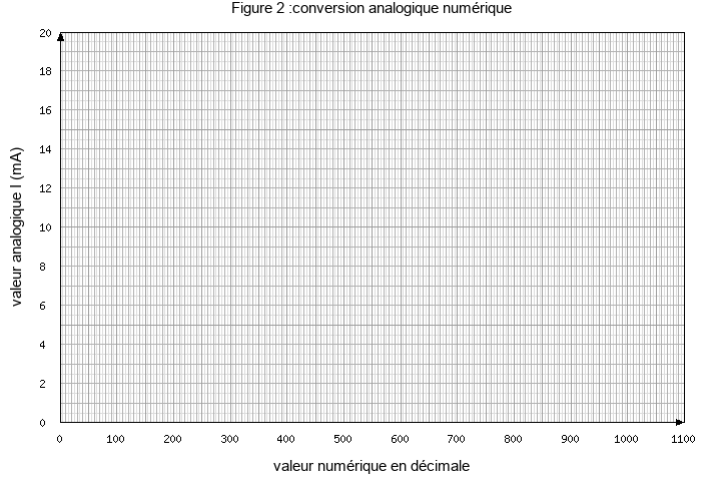 Figure 2 :conversion analogique numérique
20
18
16
14
12
10
8
6
4
2
0
valeur analogique I (mA)
0 100 200 300 400 500 600 700 800 900 1000 1100
valeur numérique en décimale